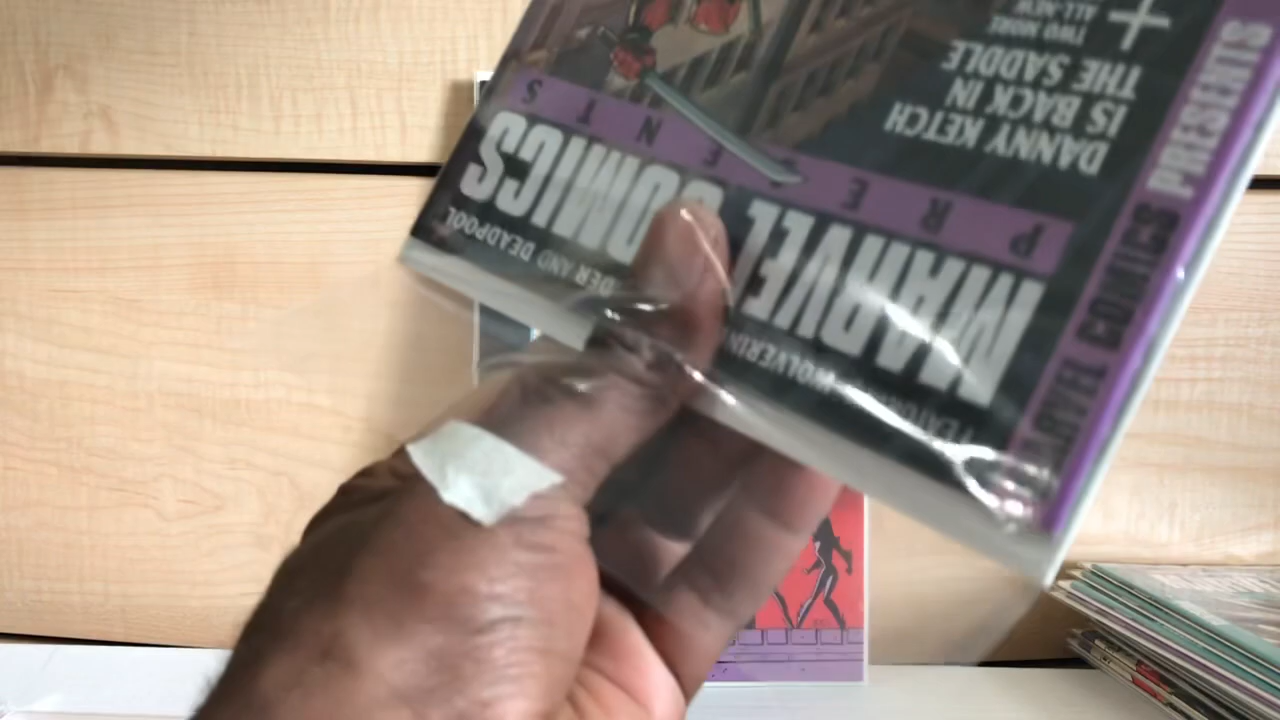 FEATURING WOLVERINE
DER AND DEADPOOL
MARVEL COMICS
PRESENTS
DANNY KETCH
IS BACK IN
THE SADDLE
+
TWO MORE
ALL-NEW
MARVEL COMICS PRESENTS